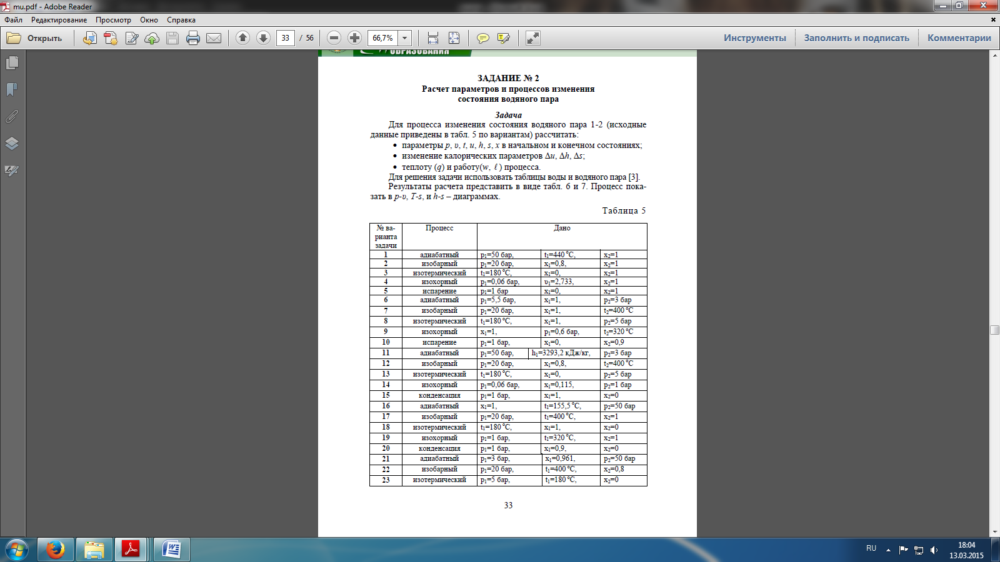 mu.pdf - Adobe Reader
Файл Редактирование Просмотр Окно Справка
Открыть 33 / 56 66,7% Инструменты Заполнить и подписать Комментарии
ОБРАЗОВАНИЯ
ЗАДАНИЕ № 2
Расчет параметров и процессов изменения
состояния водяного пара
Задача
Для процесса изменения состояния водяного пара 1-2 (исходные
данные приведены в табл. 5 по вариантам) рассчитать:
• параметры p, υ, t, u, h, s, x в начальном и конечном состояниях;
• изменение калорических параметров Δu, Δh, Δs;
• теплоту (q) и работу(w, ℓ ) процесса.
Для решения задачи использовать таблицы воды и водяного пара [3].
Результаты расчета представить в виде табл. 6 и 7. Процесс пока-
зать в p-υ, T-s, и h-s – диаграммах.
Таблица 5
№ ва-
рианта
задачи
Процесс
Дано
1 адиабатный p₁=50 бар, t₁=440 °C, x₂=1
2 изобарный p₁=20 бар, x₁=0,8, x₂=1
3 изотермический t₁=180 °C, x₁=0, x₂=1
4 изохорный p₁=0,06 бар, υ₁=2,733, x₂=1
5 испарение p₁=1 бар x₁=0, x₂=1
6 адиабатный p₁=5,5 бар, x₁=1, p₂=3 бар
7 изобарный p₁=20 бар, x₁=1, t₂=400 °C
8 изотермический t₁=180 °C, x₁=1, p₂=5 бар
9 изохорный x₁=1, p₁=0,6 бар, t₂=320 °C
10 испарение p₁=1 бар, x₁=0, x₂=0,9
11 адиабатный p₁=50 бар, h₁=3293,2 кДж/кг, p₂=3 бар
12 изобарный p₁=20 бар, x₁=0,8, t₂=400 °C
13 изотермический t₁=180 °C, x₁=0, p₂=5 бар
14 изохорный p₁=0,06 бар, x₁=0,115, p₂=1 бар
15 конденсация p₁=1 бар, x₁=1, x₂=0
16 адиабатный x₁=1, t₁=155,5 °C, p₂=50 бар
17 изобарный p₁=20 бар, t₁=400 °C, x₂=1
18 изотермический t₁=180 °C, x₁=1, x₂=0
19 изохорный p₁=1 бар, t₁=320 °C, x₂=1
20 конденсация p₁=1 бар, x₁=0,9, x₂=0
21 адиабатный p₁=3 бар, x₁=0,961, p₂=50 бар
22 изобарный p₁=20 бар, t₁=400 °C, x₂=0,8
23 изотермический p₁=5 бар, t₁=180 °C, x₂=0
33
RU 18:04
13.03.2015